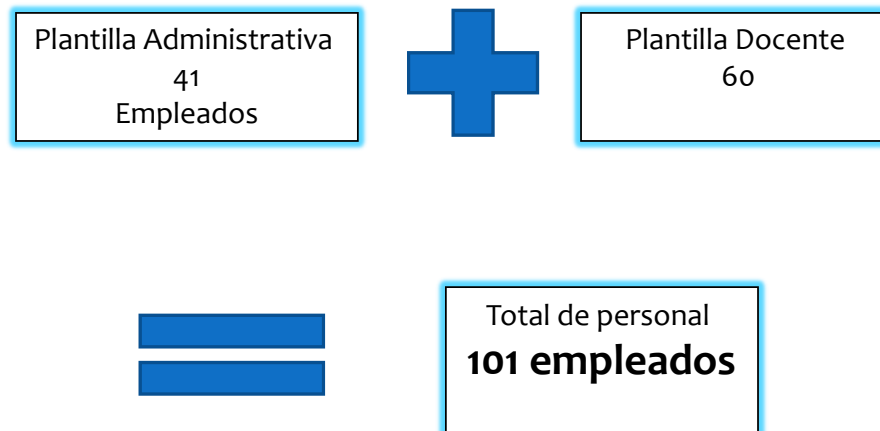 Plantilla Administrativa
41
Empleados
Plantilla Docente
60
Total de personal
101 empleados